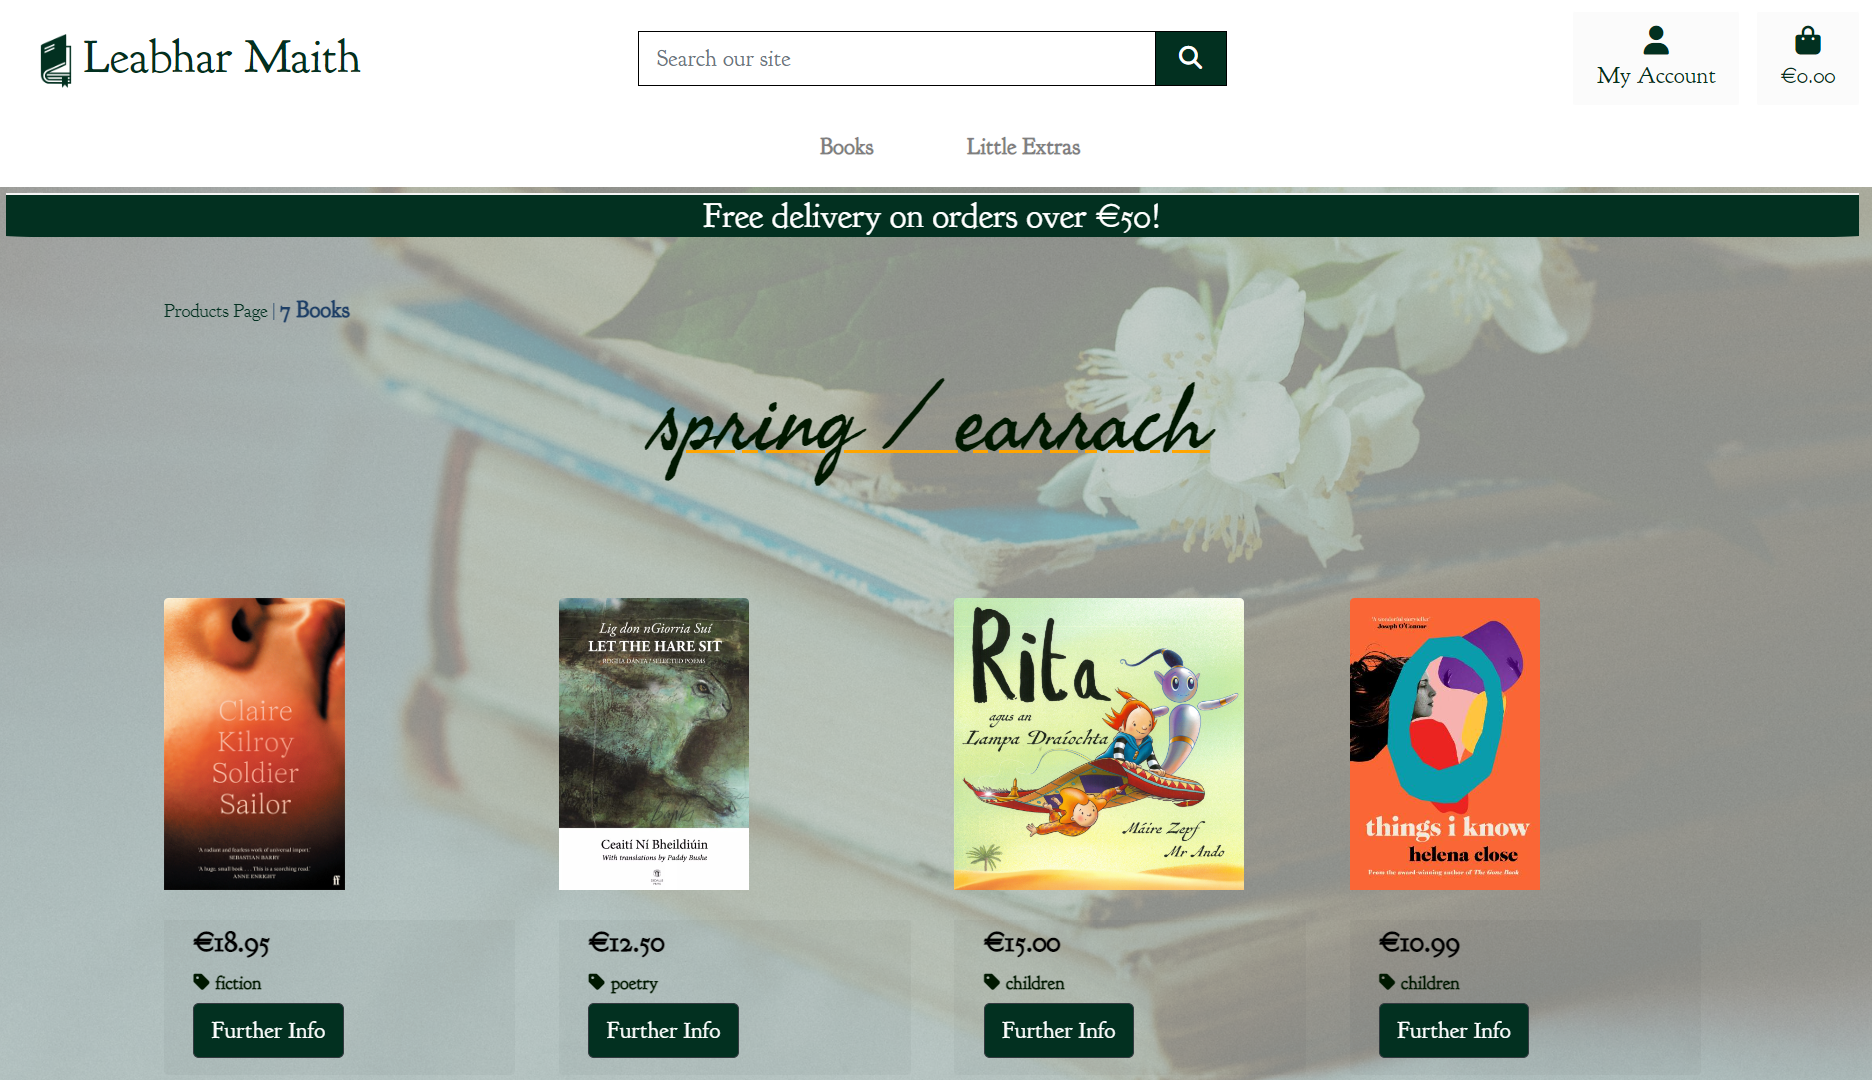 Leabhar Maith
Search our site
My Account
€0.00
Books
Little Extras
Free delivery on orders over €50!
Products Page | 7 Books
spring / earrach
Claire
Kilroy
Soldier
Sailor
'A radiant and fearless work of universal import.'
SEBASTIAN BARRY
'A huge, small book . . . This is a searching read.'
ANNE ENRIGHT
ff
Lig don nGiorria Suí
LET THE HARE SIT
ROGHA DÁNTA / SELECTED POEMS
Ceaití Ní Bheildiúin
With translations by Paddy Bushe
Rita
agus an
Lampa Draíochta
Máire Zepf
Mr Ando
'A wonderful storyteller'
Joseph O'Connor
things i know
helena close
From the award-winning author of The Gone Book
€18.95
fiction
Further Info
€12.50
poetry
Further Info
€15.00
children
Further Info
€10.99
children
Further Info